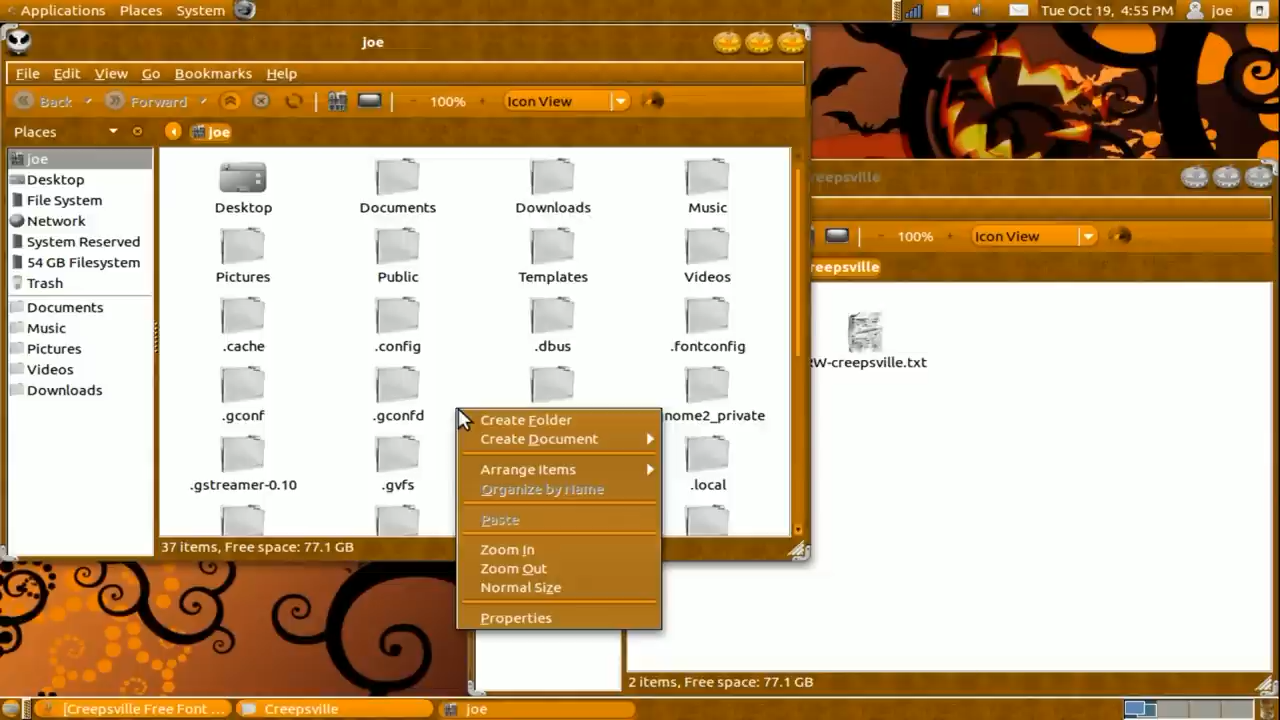 Applications Places System
Tue Oct 19, 4:55 PM joe
joe
File Edit View Go Bookmarks Help
Back Forward 100% Icon View
Places joe
joe
Desktop
File System
Network
System Reserved
54 GB Filesystem
Trash
Documents
Music
Pictures
Videos
Downloads
Desktop Documents Downloads Music
Pictures Public Templates Videos
.cache .config .dbus .fontconfig
.gconf .gconfd nome2_private
.gstreamer-0.10 .gvfs .local
37 items, Free space: 77.1 GB
Create Folder
Create Document
Arrange Items
Organize by Name
Paste
Zoom In
Zoom Out
Normal Size
Properties
reepsville
100% Icon View
reepsville
RW-creepsville.txt
2 items, Free space: 77.1 GB
[Creepsville Free Font ... Creepsville joe